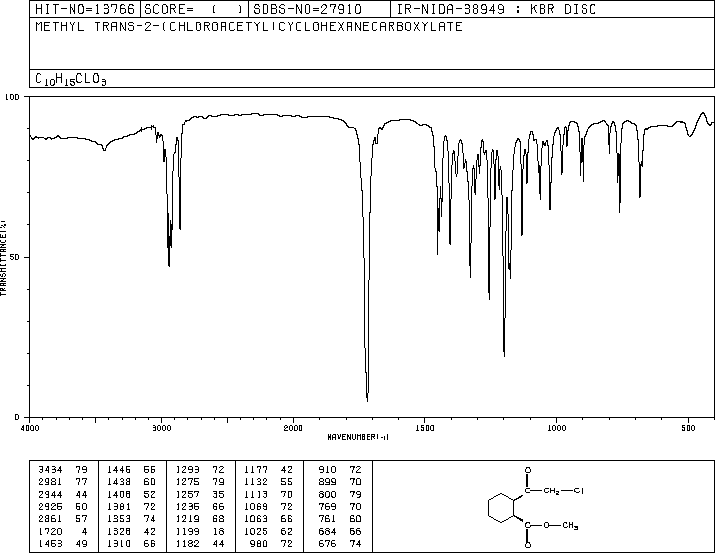 HIT-NO=13766 SCORE= ( ) SDBS-NO=27910 IR-NIDA-38949 : KBR DISC
METHYL TRANS-2-(CHLOROACETYL)CYCLOHEXANECARBOXYLATE
C10H15CLO3
100
50
0
TRANSMITTANCE(%)
4000 3000 2000 1500 1000 500
WAVENUMBER(-1)
3434 79 1446 66 1293 72 1177 42 910 72
2981 77 1438 60 1275 79 1132 55 899 70
2944 44 1408 52 1257 35 1113 70 800 79
2925 50 1381 72 1236 66 1069 72 769 70
2861 57 1353 74 1219 68 1063 66 761 60
1720 4 1328 42 1199 18 1025 62 684 66
1453 49 1310 66 1182 44 980 72 676 74
O
C CH2 Cl
C O CH3
O